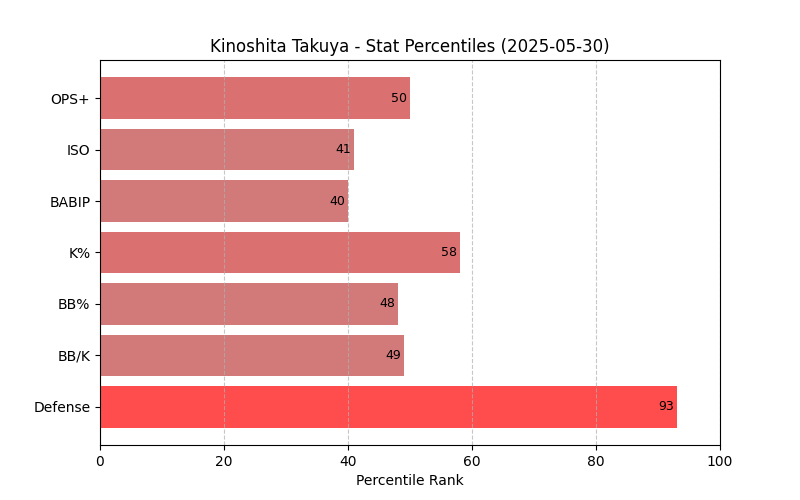 Kinoshita Takuya - Stat Percentiles (2025-05-30)
OPS+ 50
ISO 41
BABIP 40
K% 58
BB% 48
BB/K 49
Defense 93
0 20 40 60 80 100
Percentile Rank